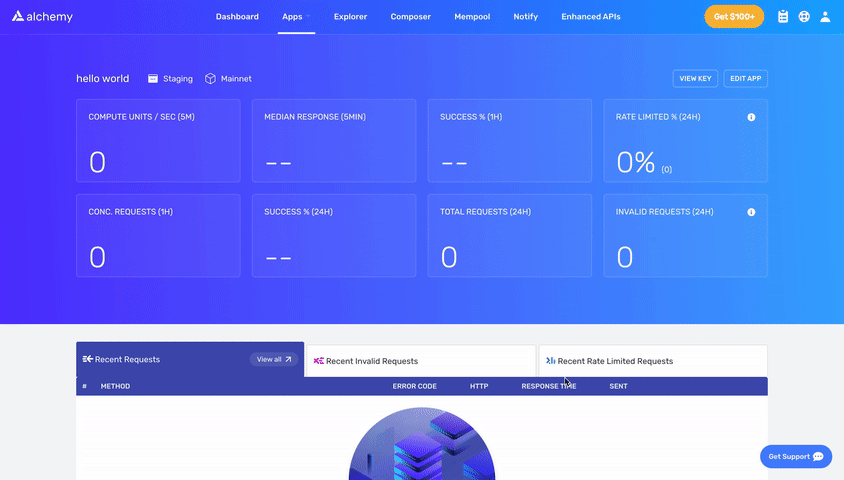 alchemy Dashboard Apps Explorer Composer Mempool Notify Enhanced APIs Get $100+
hello world Staging Mainnet VIEW KEY EDIT APP
COMPUTE UNITS / SEC (5M) MEDIAN RESPONSE (5MIN) SUCCESS % (1H) RATE LIMITED % (24H)
0 -- -- 0% (0)
CONC. REQUESTS (1H) SUCCESS % (24H) TOTAL REQUESTS (24H) INVALID REQUESTS (24H)
0 -- 0 0
Recent Requests View all Recent Invalid Requests Recent Rate Limited Requests
# METHOD ERROR CODE HTTP RESPONSE TIME SENT
Get Support